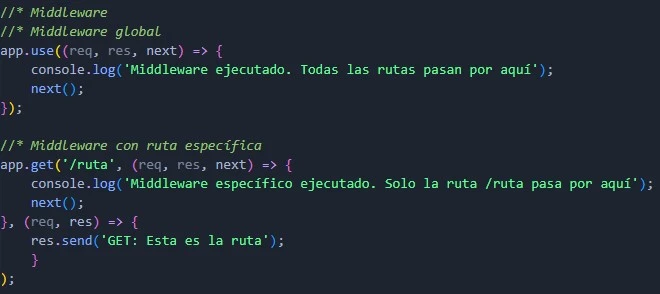 //* Middleware
//* Middleware global
app.use((req, res, next) => {
    console.log('Middleware ejecutado. Todas las rutas pasan por aquí');
    next();
});

//* Middleware con ruta específica
app.get('/ruta', (req, res, next) => {
    console.log('Middleware específico ejecutado. Solo la ruta /ruta pasa por aquí');
    next();
}, (req, res) => {
    res.send('GET: Esta es la ruta');
    }
);